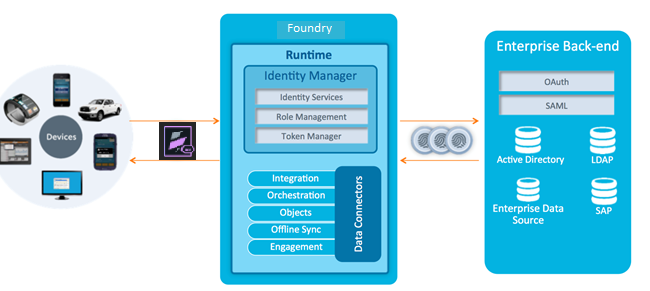 Devices
Foundry
Runtime
Identity Manager
Identity Services
Role Management
Token Manager
Integration
Orchestration
Objects
Offline Sync
Engagement
Data Connectors
Enterprise Back-end
OAuth
SAML
Active Directory
LDAP
Enterprise Data
Source
SAP